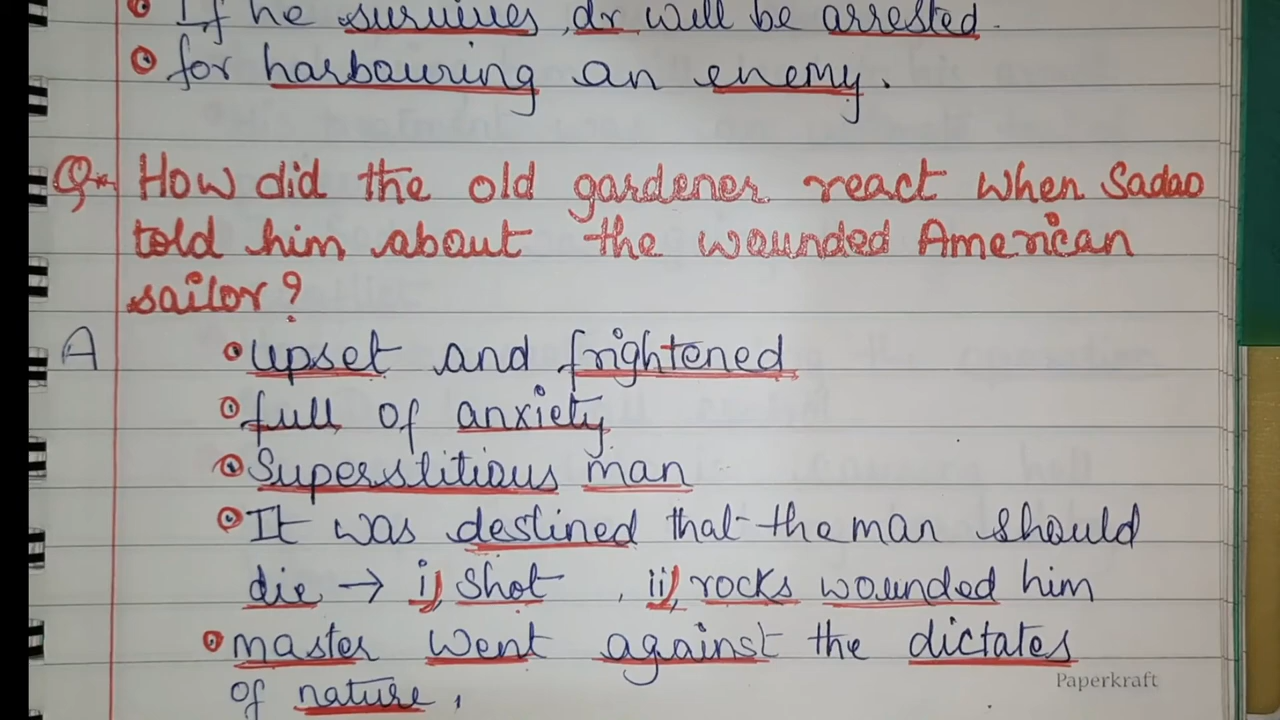 If he survives, dr will be arrested.
for harbouring an enemy.
Q* How did the old gardener react when Sadao
told him about the wounded American
sailor?
A upset and frightened
full of anxiety
Superstitious man
It was destined that the man should
die → i) shot , ii) rocks wounded him
master went against the dictates
of nature,
Paperkraft